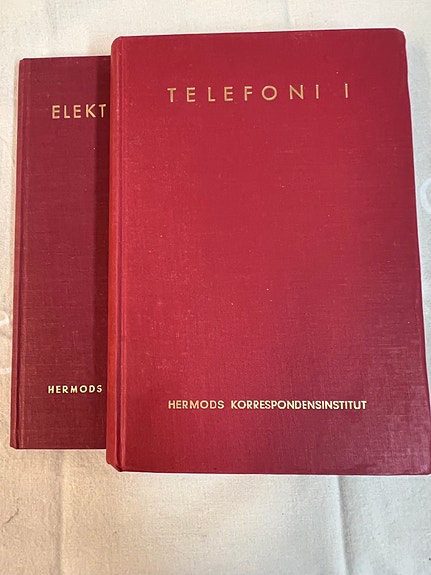 TELEFONI I
HERMODS KORRESPONDENSINSTITUT
ELEKT
HERMODS